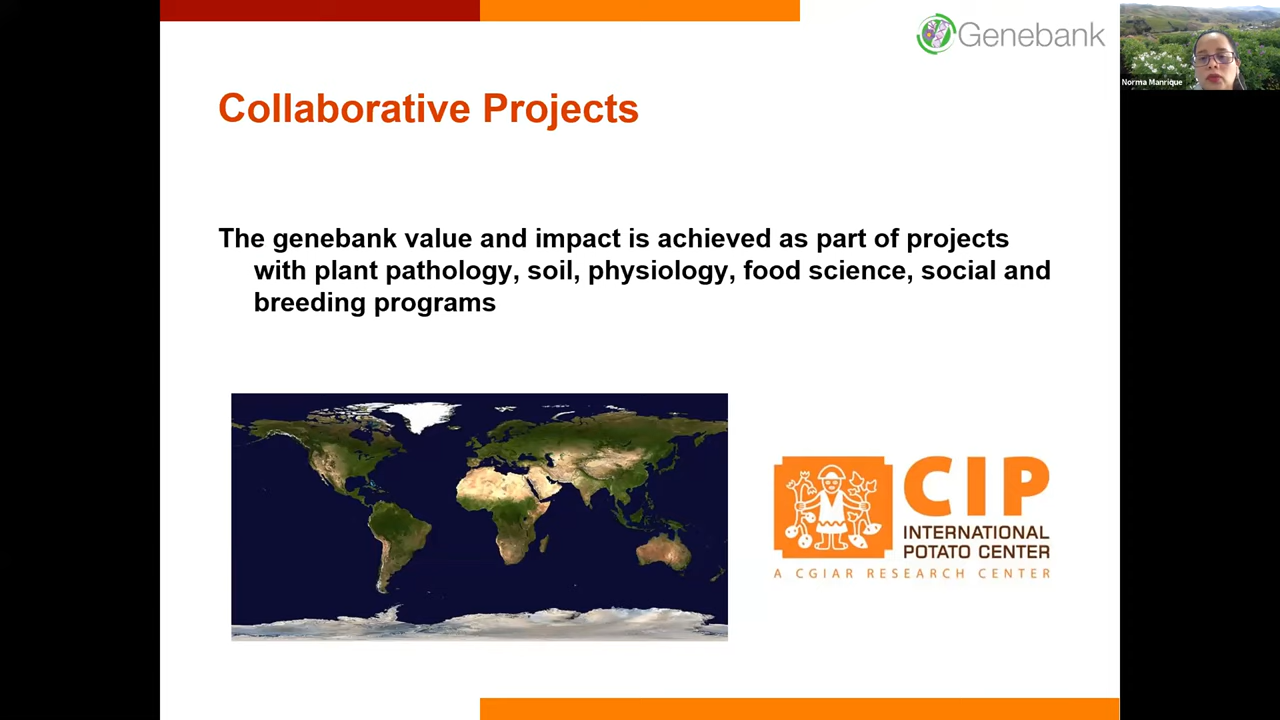 Genebank
Norma Manrique
Collaborative Projects
The genebank value and impact is achieved as part of projects
with plant pathology, soil, physiology, food science, social and
breeding programs
CIP
INTERNATIONAL
POTATO CENTER
A CGIAR RESEARCH CENTER